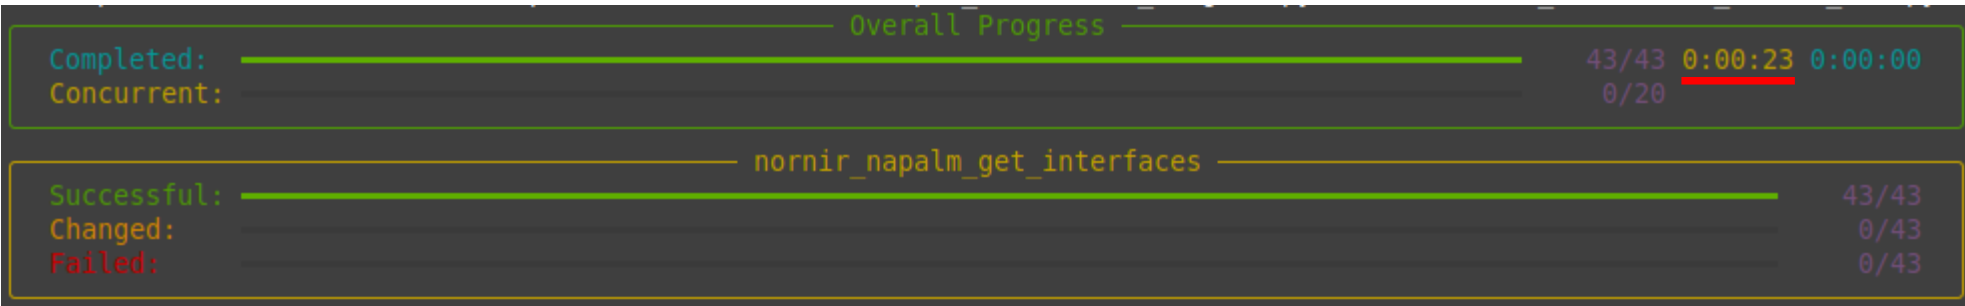 Overall Progress
Completed: 43/43 0:00:23 0:00:00
Concurrent: 0/20
nornir_napalm_get_interfaces
Successful: 43/43
Changed: 0/43
Failed: 0/43